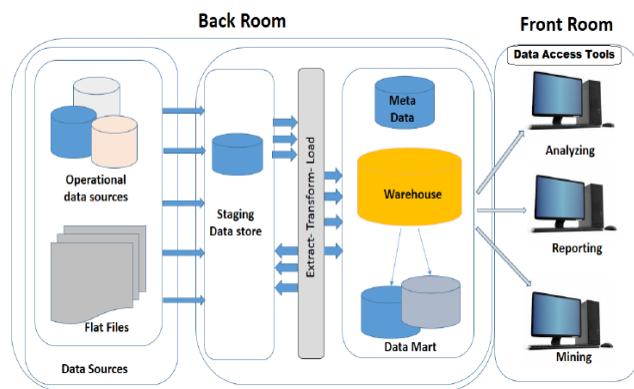 Back Room
Front Room
Data Access Tools
Operational
data sources
Flat Files
Data Sources
Staging
Data store
Extract- Transform- Load
Meta
Data
Warehouse
Data Mart
Analyzing
Reporting
Mining